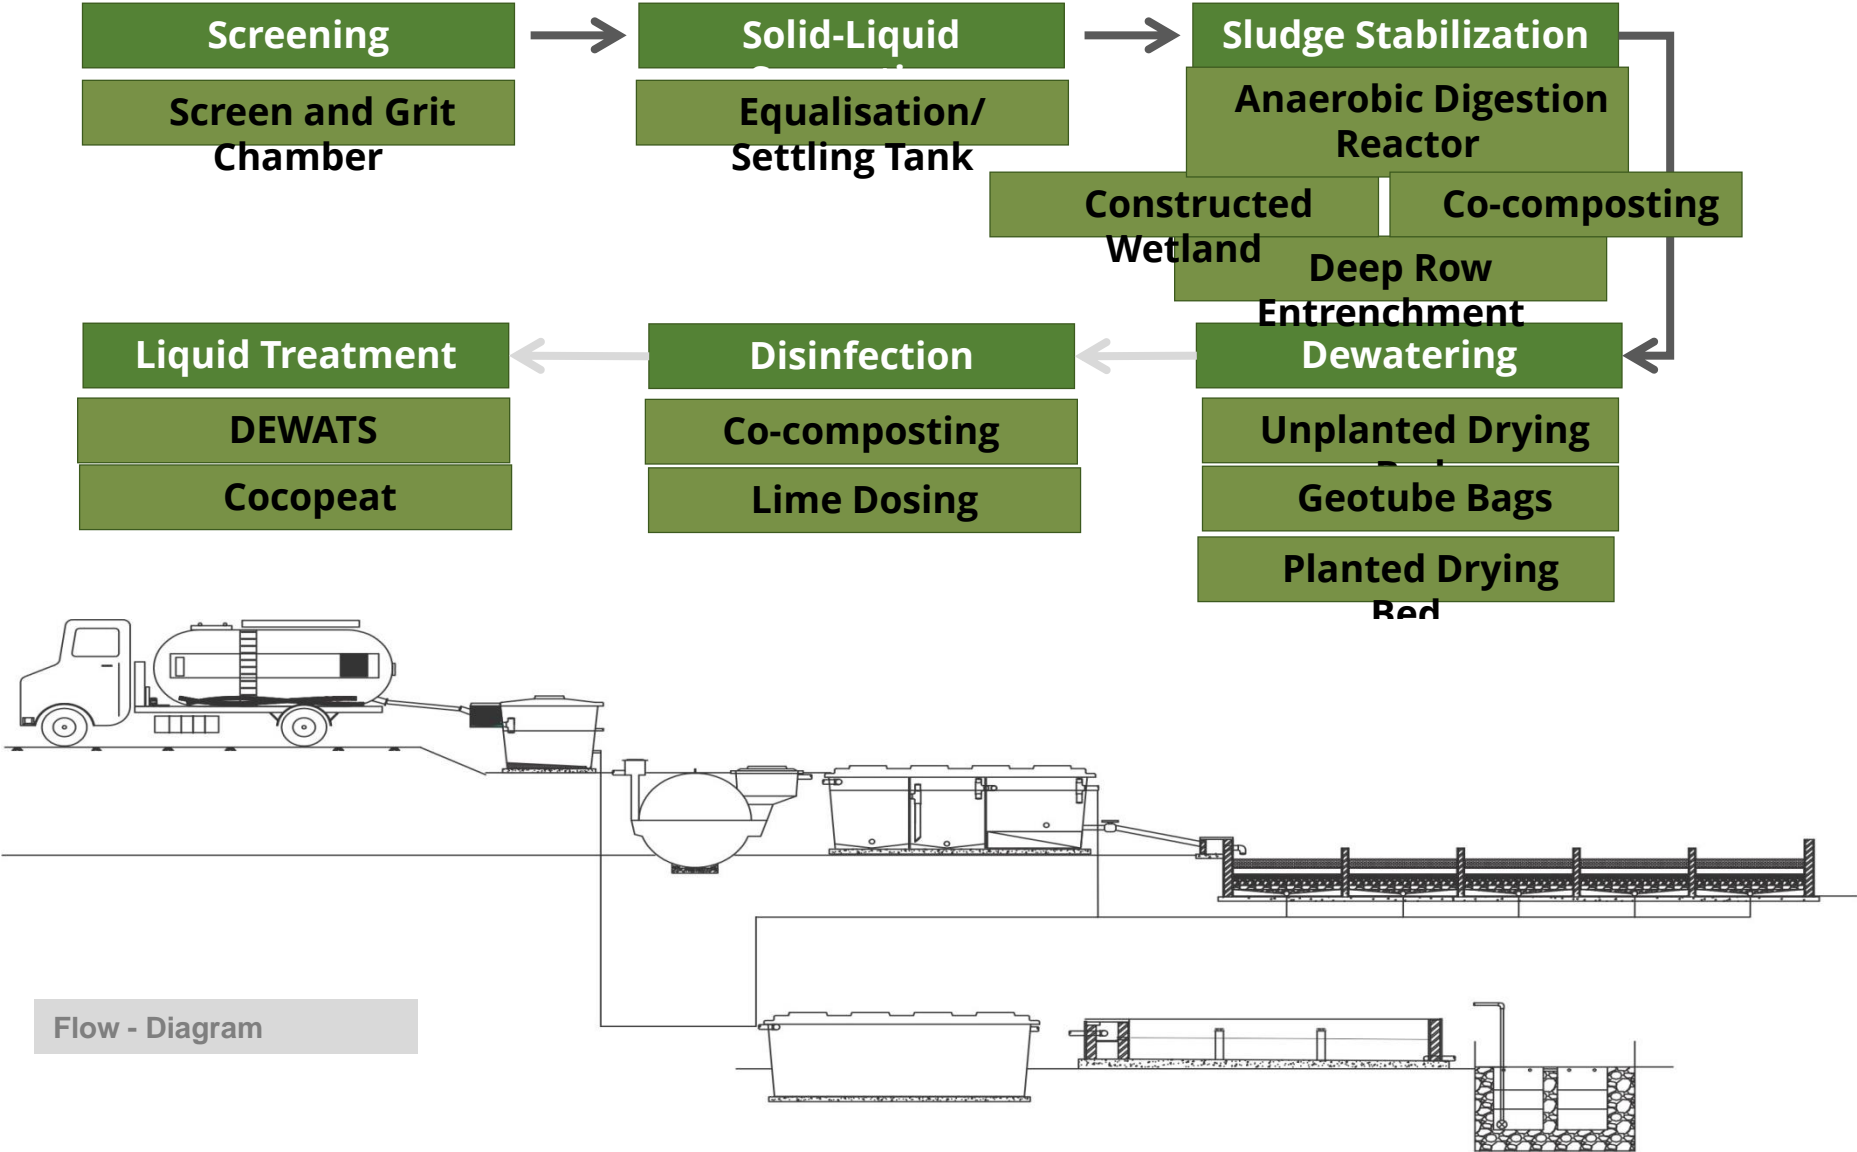 Screening
Solid-Liquid
Sludge Stabilization
Screen and Grit
Chamber
Equalisation/
Settling Tank
Anaerobic Digestion
Reactor
Constructed
Wetland
Co-composting
Deep Row
Entrenchment
Liquid Treatment
Disinfection
Dewatering
DEWATS
Co-composting
Unplanted Drying
Cocopeat
Lime Dosing
Geotube Bags
Planted Drying
Bed
Flow - Diagram